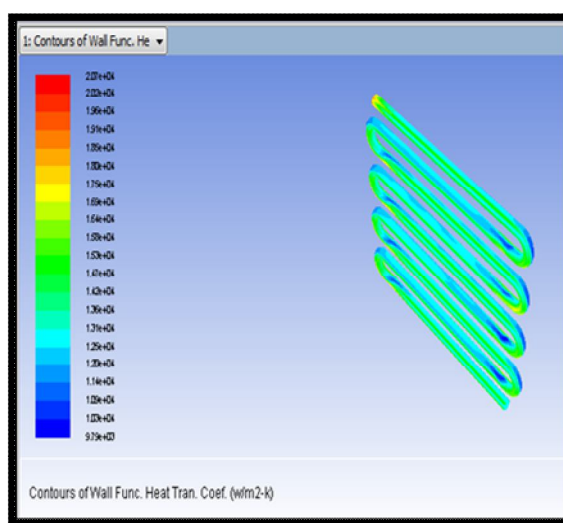 1: Contours of Wall Func. He
2.07e+04
2.02e+04
1.96e+04
1.91e+04
1.85e+04
1.80e+04
1.75e+04
1.69e+04
1.64e+04
1.58e+04
1.53e+04
1.47e+04
1.42e+04
1.36e+04
1.31e+04
1.25e+04
1.20e+04
1.14e+04
1.09e+04
1.03e+04
9.79e+03
Contours of Wall Func. Heat Tran. Coef. (w/m2-k)